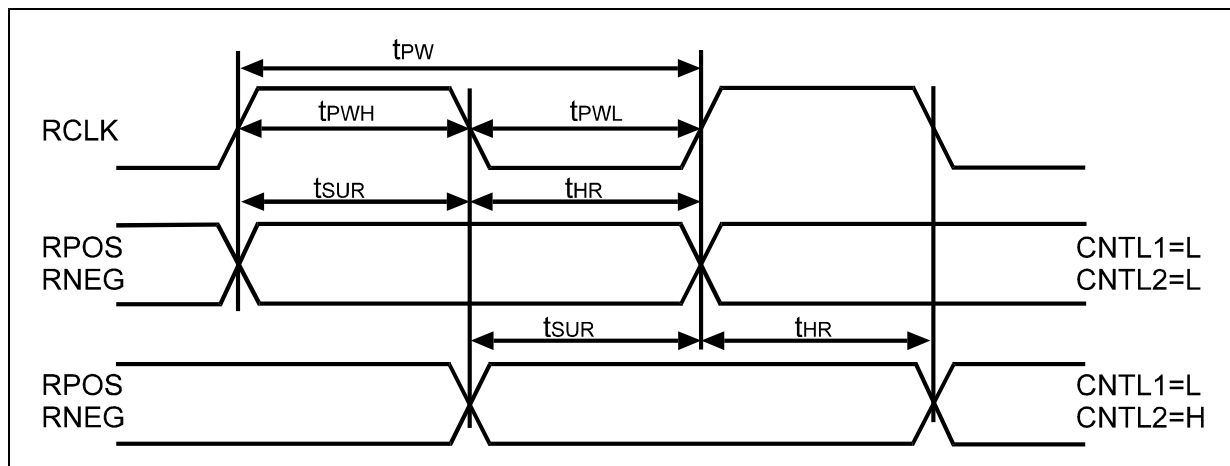 tPW
tPWH
tPWL
RCLK
tSUR
tHR
RPOS
RNEG
CNTL1=L
CNTL2=L
tSUR
tHR
RPOS
RNEG
CNTL1=L
CNTL2=H